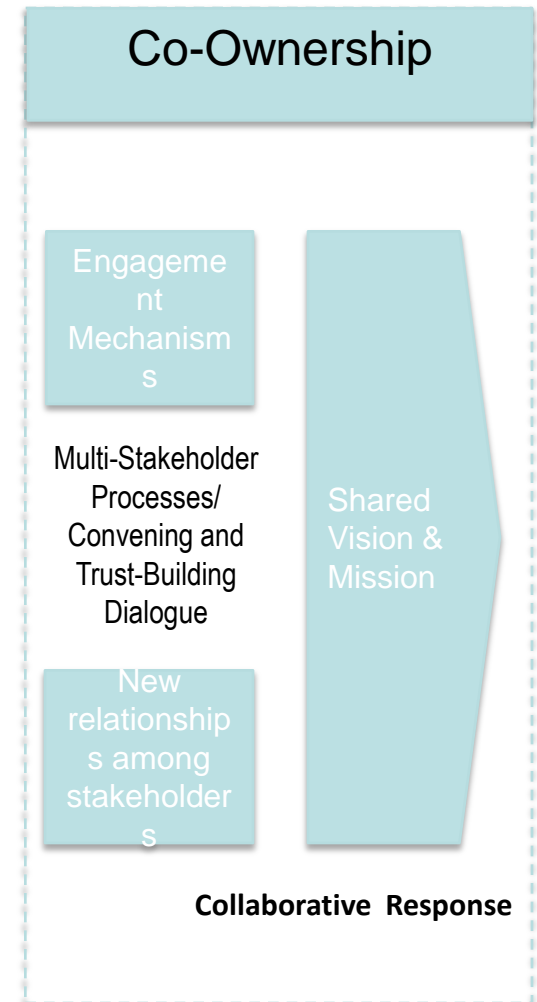 Co-Ownership
Engageme
nt
Mechanism
s
Multi-Stakeholder
Processes/
Convening and
Trust-Building
Dialogue
New
relationship
s among
stakeholder
s
Shared
Vision &
Mission
Collaborative Response